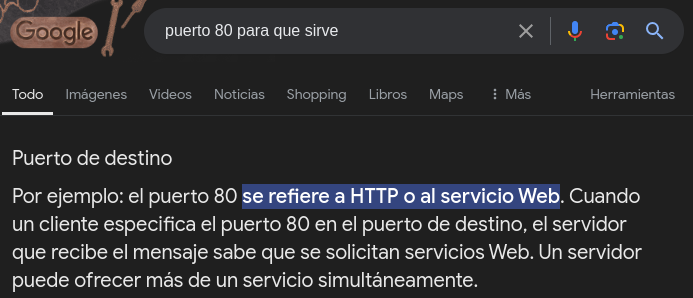 Google
puerto 80 para que sirve
Todo Imágenes Videos Noticias Shopping Libros Maps Más Herramientas
Puerto de destino
Por ejemplo: el puerto 80 se refiere a HTTP o al servicio Web. Cuando
un cliente especifica el puerto 80 en el puerto de destino, el servidor
que recibe el mensaje sabe que se solicitan servicios Web. Un servidor
puede ofrecer más de un servicio simultáneamente.